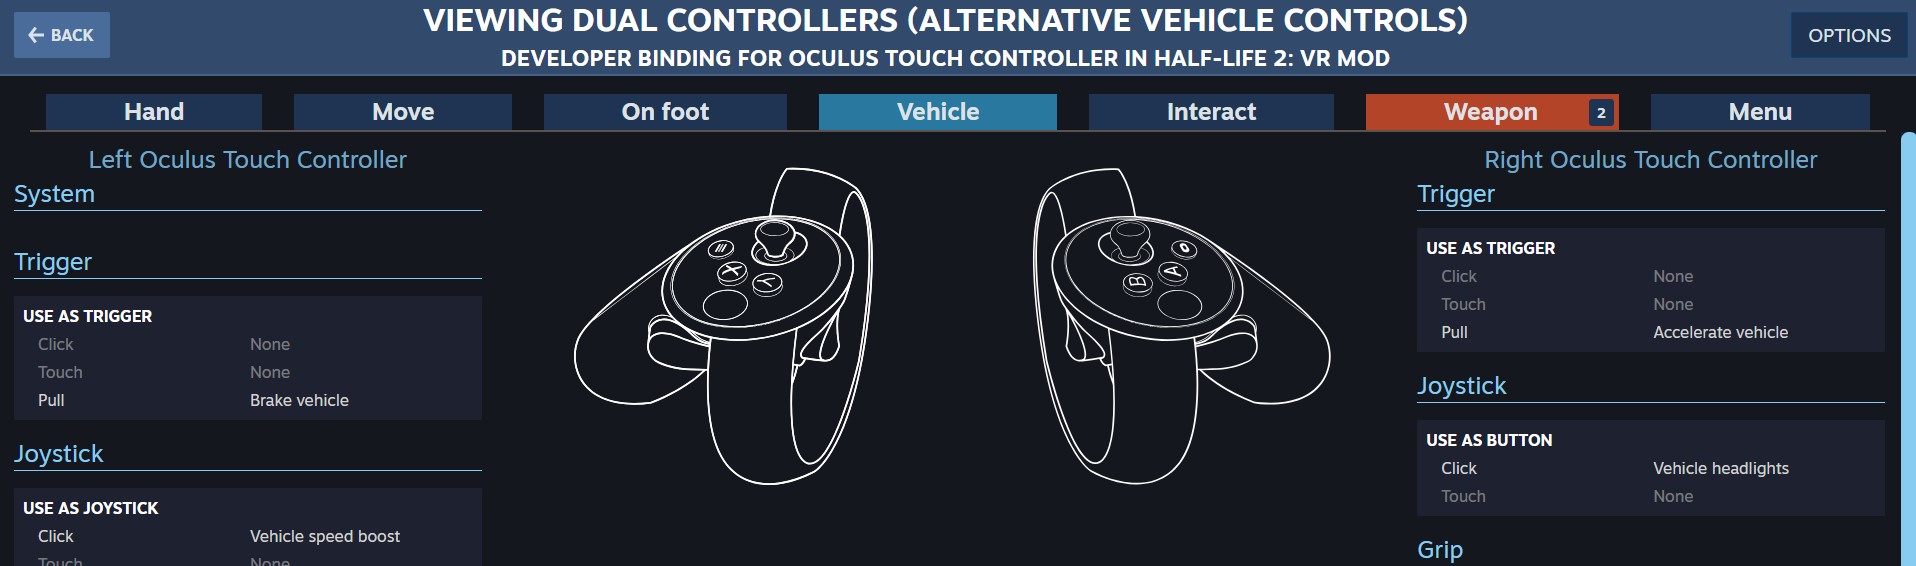 BACK
VIEWING DUAL CONTROLLERS (ALTERNATIVE VEHICLE CONTROLS)
DEVELOPER BINDING FOR OCULUS TOUCH CONTROLLER IN HALF-LIFE 2: VR MOD
OPTIONS
Hand
Move
On foot
Vehicle
Interact
Weapon 2
Menu
Left Oculus Touch Controller
System
Trigger
USE AS TRIGGER
Click None
Touch None
Pull Brake vehicle
Joystick
USE AS JOYSTICK
Click Vehicle speed boost
Touch None
X
Y
A
B
Right Oculus Touch Controller
Trigger
USE AS TRIGGER
Click None
Touch None
Pull Accelerate vehicle
Joystick
USE AS BUTTON
Click Vehicle headlights
Touch None
Grip